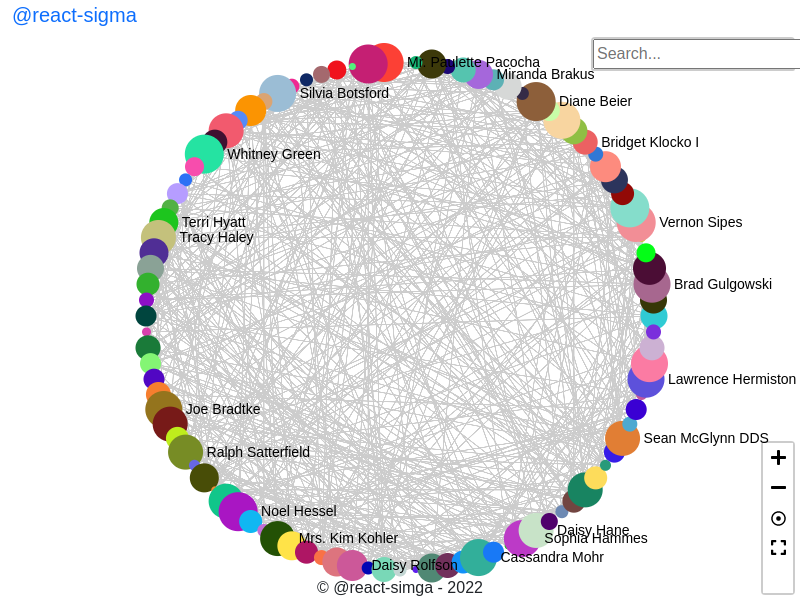 @react-sigma
Search...
Mr. Paulette Pacocha
Miranda Brakus
Silvia Botsford
Diane Beier
Bridget Klocko I
Whitney Green
Terri Hyatt
Vernon Sipes
Tracy Haley
Brad Gulgowski
Lawrence Hermiston
Joe Bradtke
Sean McGlynn DDS
Ralph Satterfield
Noel Hessel
Daisy Hane
Mrs. Kim Kohler
Sophia Hammes
Cassandra Mohr
Daisy Rolfson
© @react-simga - 2022